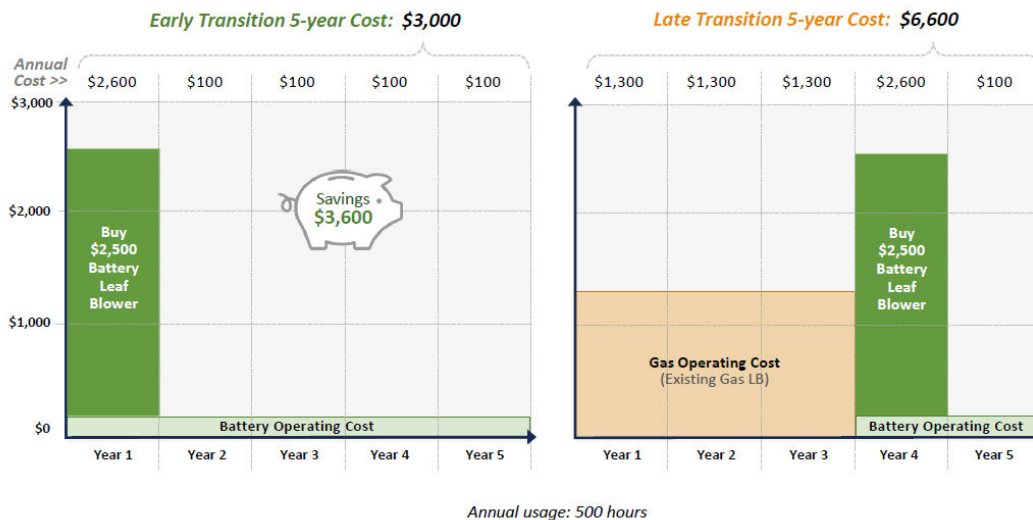 Early Transition 5-year Cost: $3,000
Late Transition 5-year Cost: $6,600
Annual
Cost >>
$2,600 $100 $100 $100 $100
$1,300 $1,300 $1,300 $2,600 $100
$3,000
$2,000
$1,000
$0
Buy
$2,500
Battery
Leaf
Blower
Savings
$3,600
Battery Operating Cost
Year 1 Year 2 Year 3 Year 4 Year 5
Gas Operating Cost
(Existing Gas LB)
Buy
$2,500
Battery
Leaf
Blower
Battery Operating Cost
Year 1 Year 2 Year 3 Year 4 Year 5
Annual usage: 500 hours